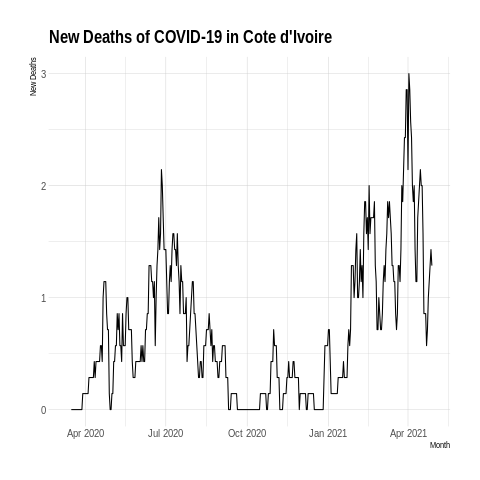 New Deaths of COVID-19 in Cote d'Ivoire
New Deaths
3
2
1
0
Apr 2020 Jul 2020 Oct 2020 Jan 2021 Apr 2021
Month